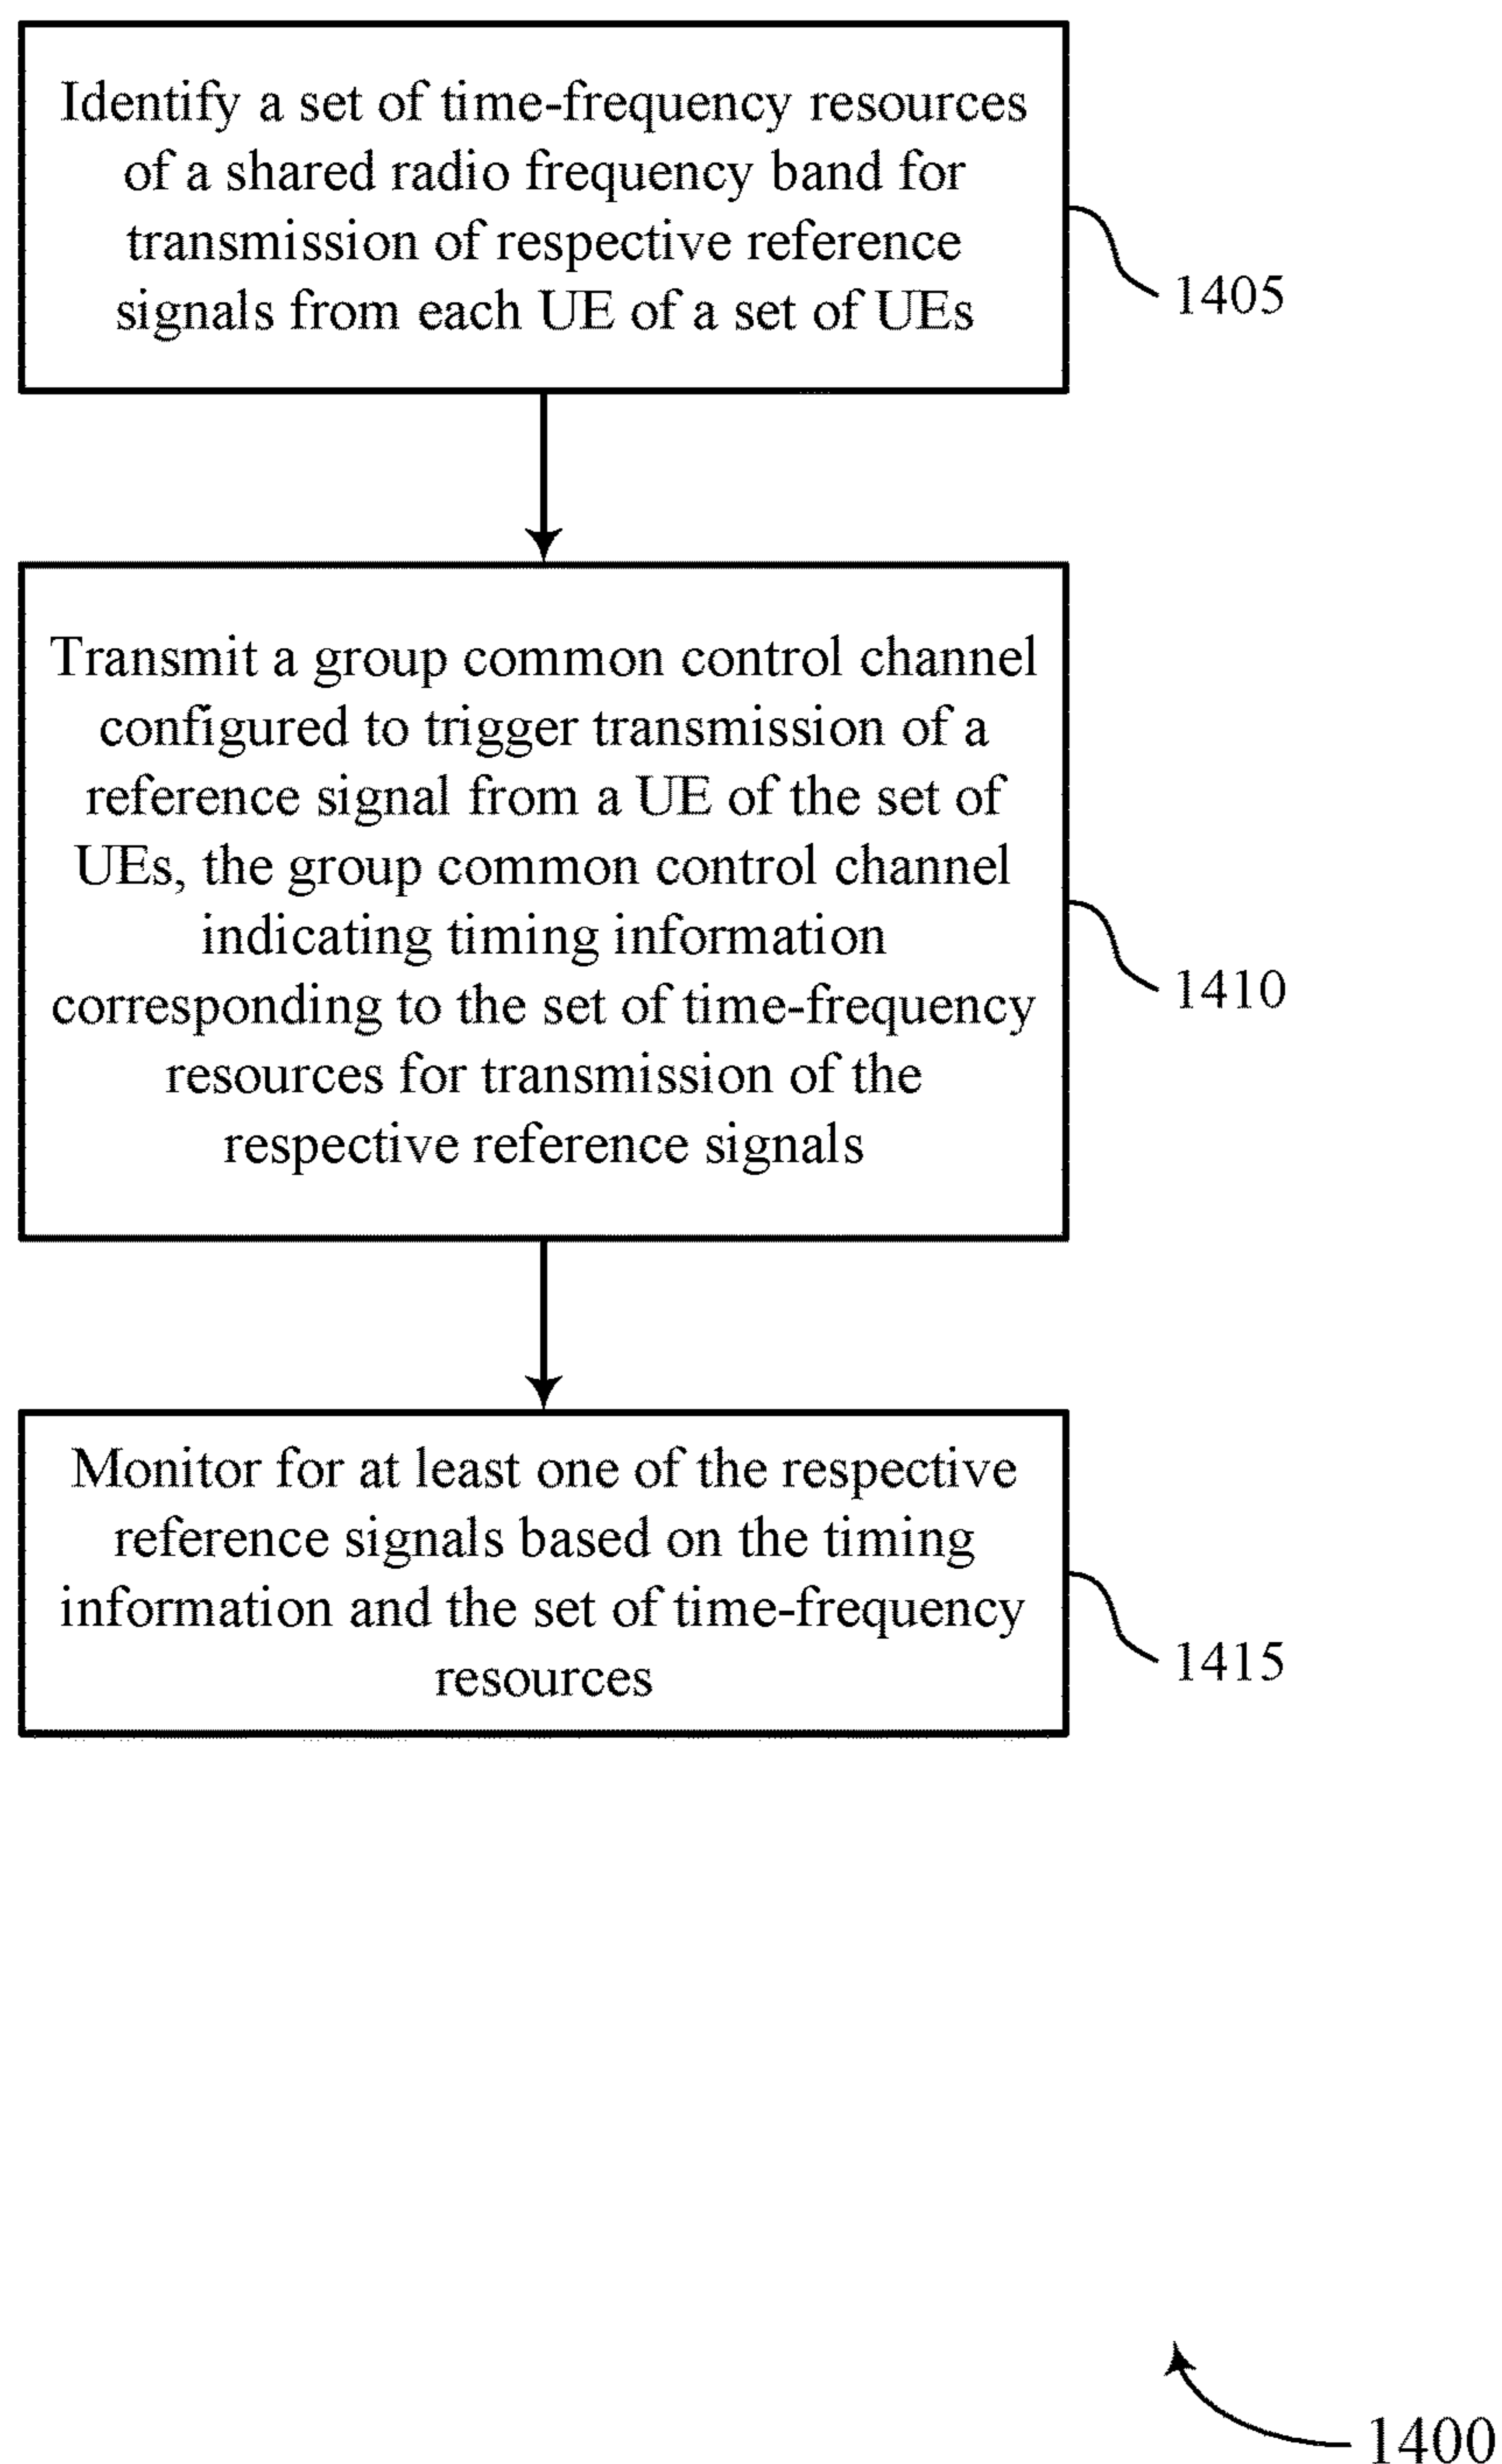 Identify a set of time-frequency resources
of a shared radio frequency band for
transmission of respective reference
signals from each UE of a set of UEs
1405
Transmit a group common control channel
configured to trigger transmission of a
reference signal from a UE of the set of
UEs, the group common control channel
indicating timing information
corresponding to the set of time-frequency
resources for transmission of the
respective reference signals
1410
Monitor for at least one of the respective
reference signals based on the timing
information and the set of time-frequency
resources
1415
1400